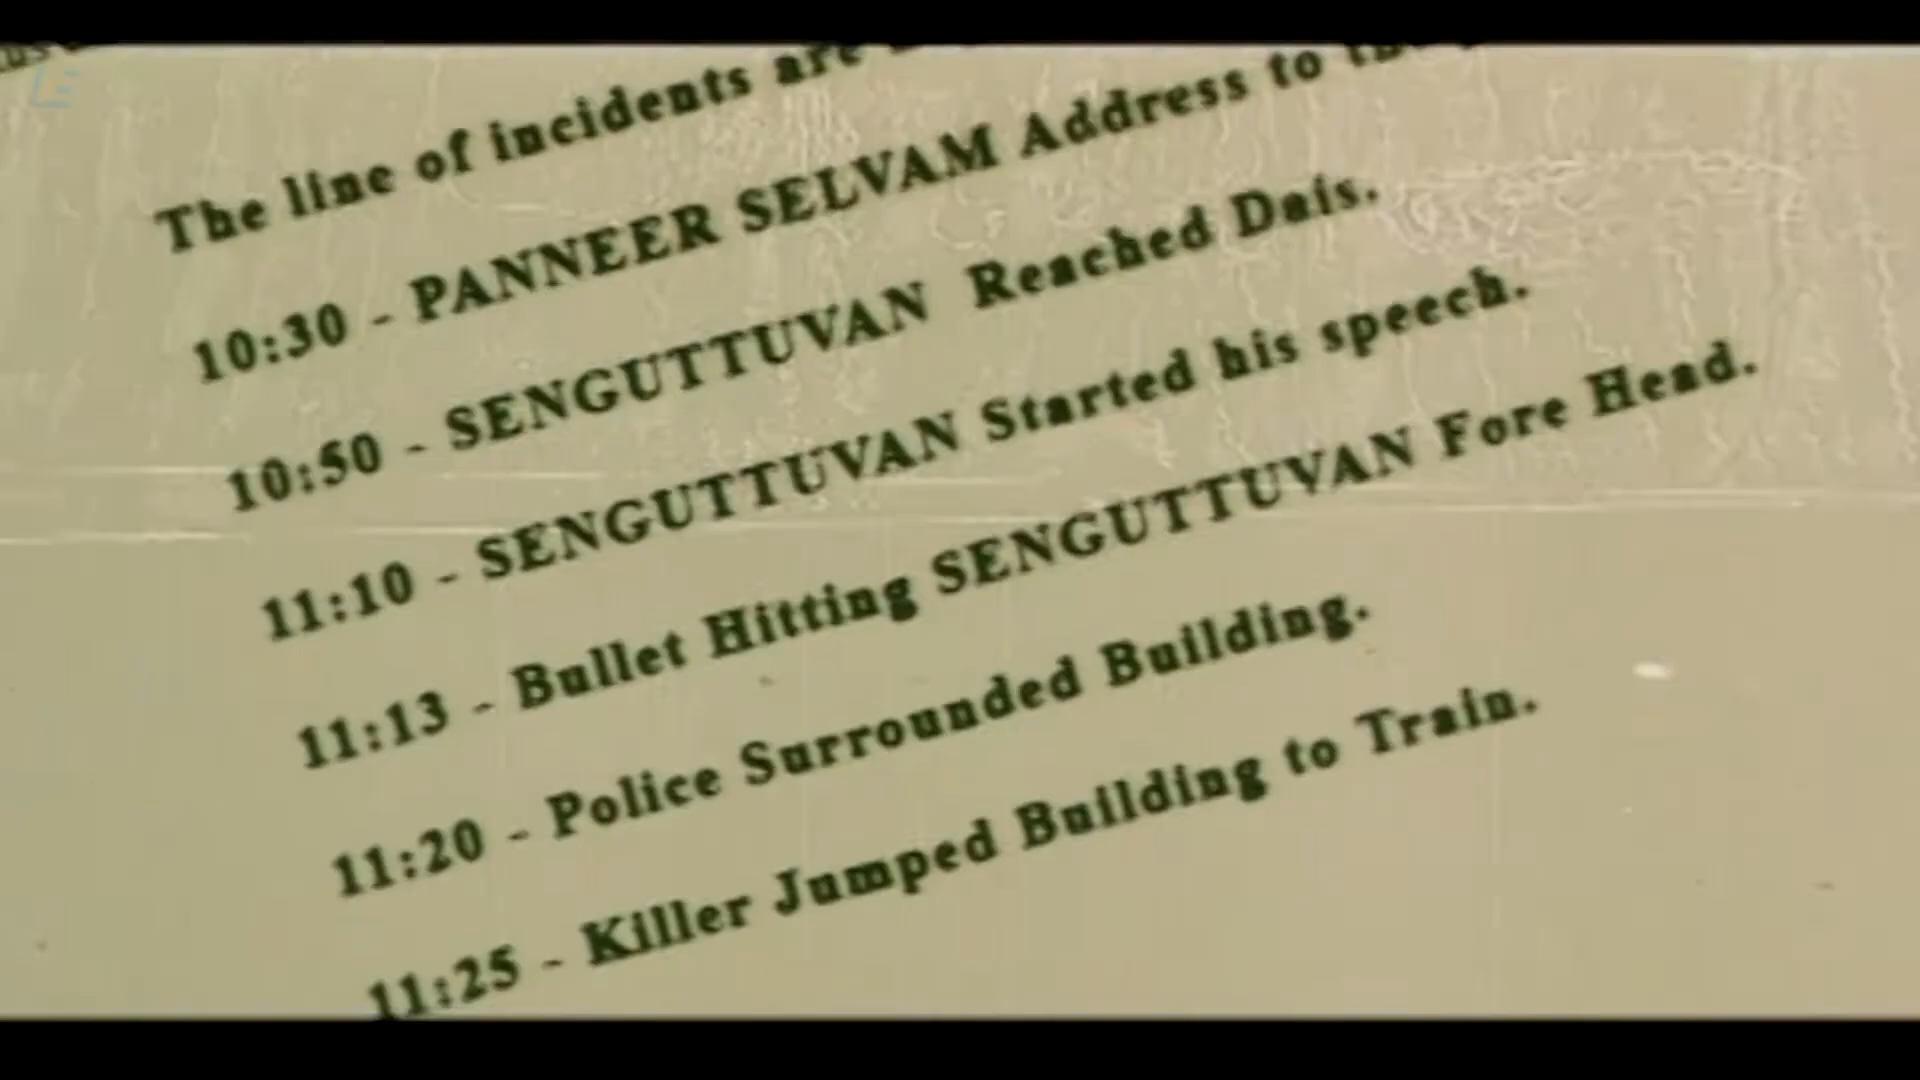 The line of incidents are
10:30 - PANNEER SELVAM Address to the
10:50 - SENGUTTUVAN Reached Dais.
11:10 - SENGUTTUVAN Started his speech.
11:13 - Bullet Hitting SENGUTTUVAN Fore Head.
11:20 - Police Surrounded Building.
11:25 - Killer Jumped Building to Train.